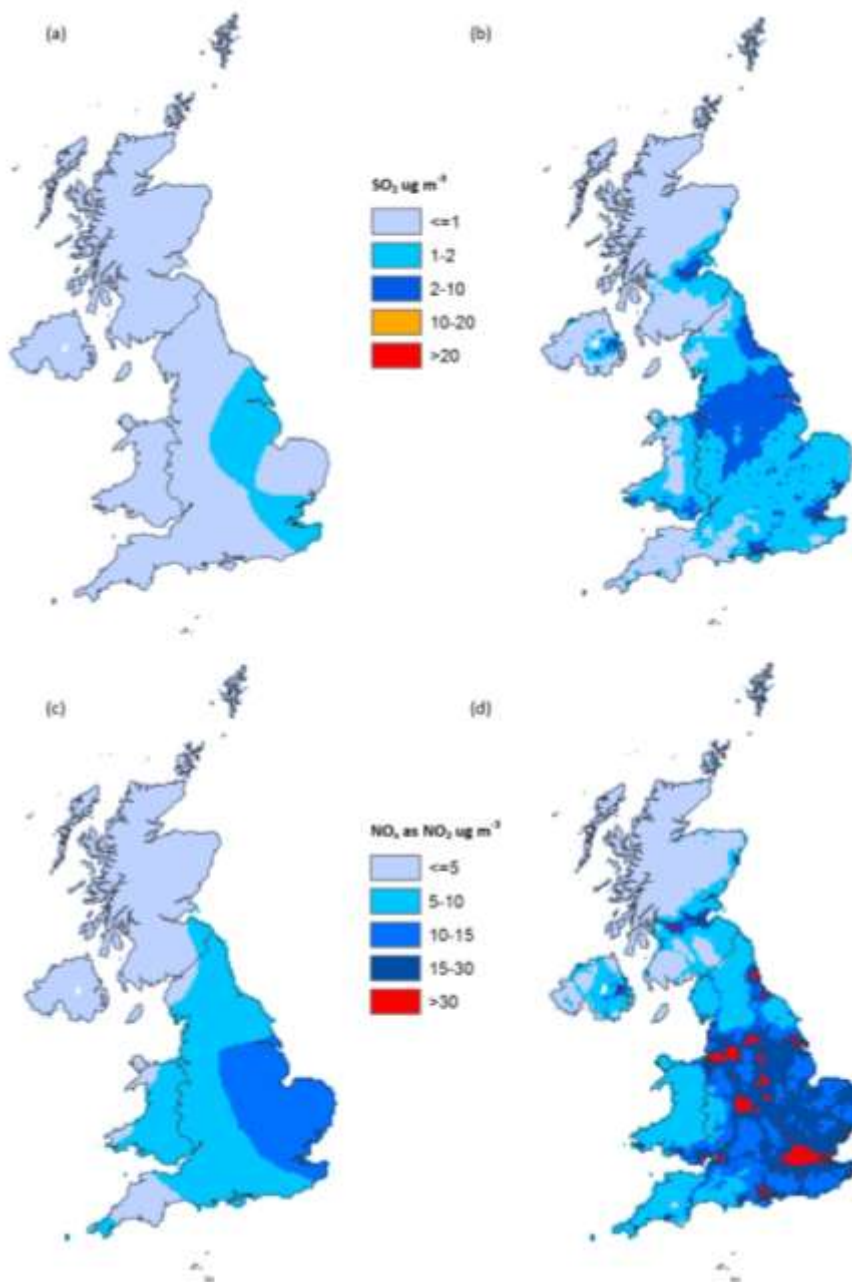 (a)
(b)
SO₂ ug m⁻³
<=1
1-2
2-10
10-20
>20
(c)
(d)
NOₓ as NO₂ ug m⁻³
<=5
5-10
10-15
15-30
>30